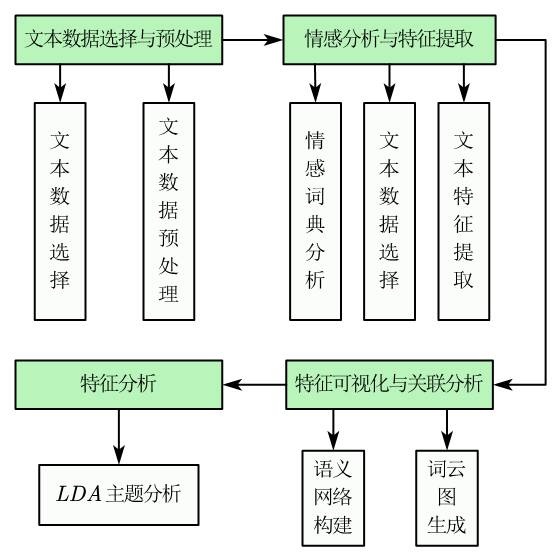 文本数据选择与预处理
情感分析与特征提取
文本数据选择
文本数据预处理
情感词典分析
文本数据选择
文本特征提取
特征分析
特征可视化与关联分析
LDA 主题分析
语义
网络
构建
词云
图
生成